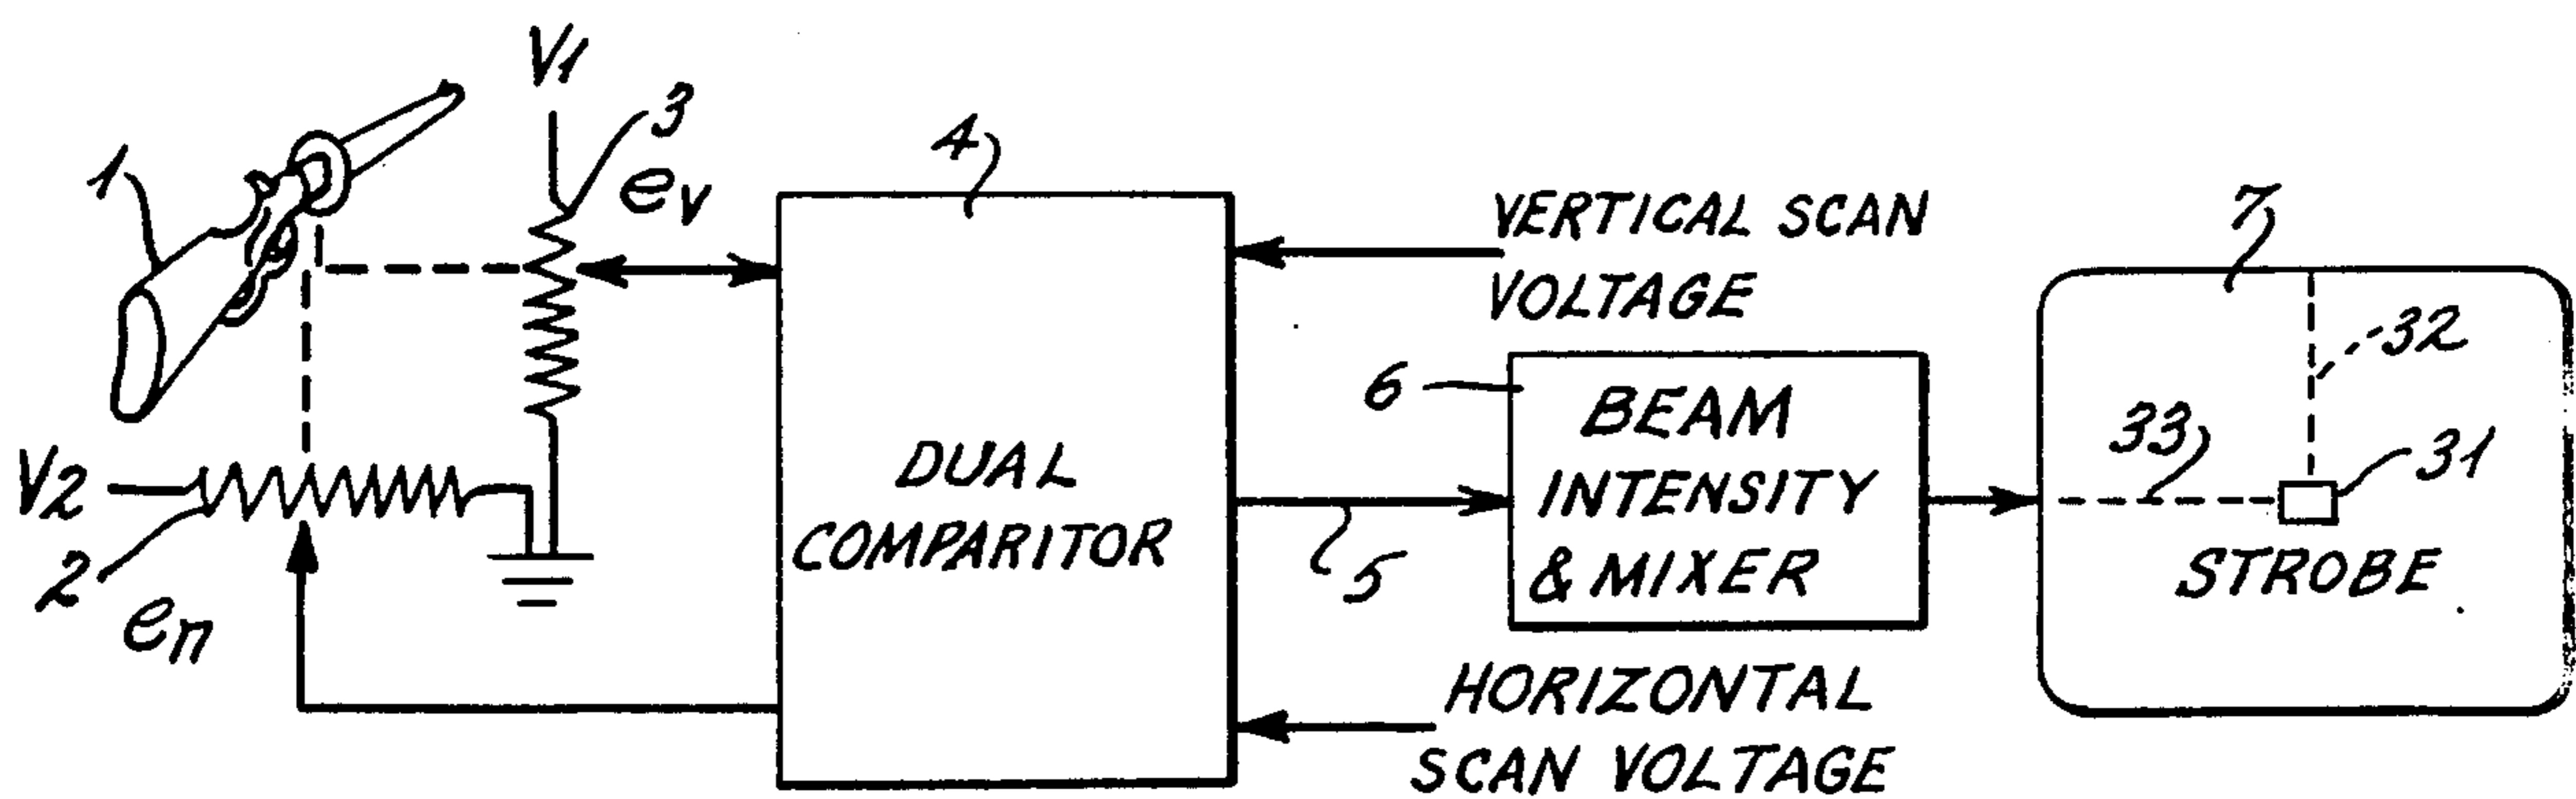 V1
3
1
ev
4
VERTICAL SCAN
VOLTAGE
7
32
6
BEAM
INTENSITY
& MIXER
33
31
DUAL
COMPARITOR
V2
2
en
5
STROBE
HORIZONTAL
SCAN VOLTAGE